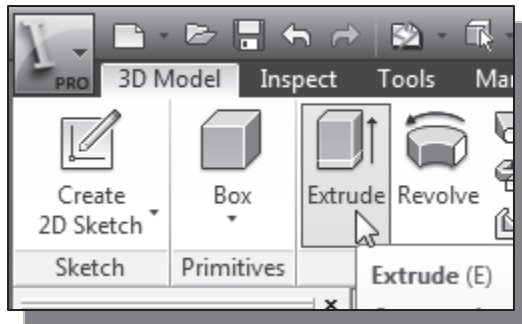 PRO
3D Model Inspect Tools
Create
2D Sketch
Box
Extrude
Revolve
Sketch
Primitives
Extrude (E)